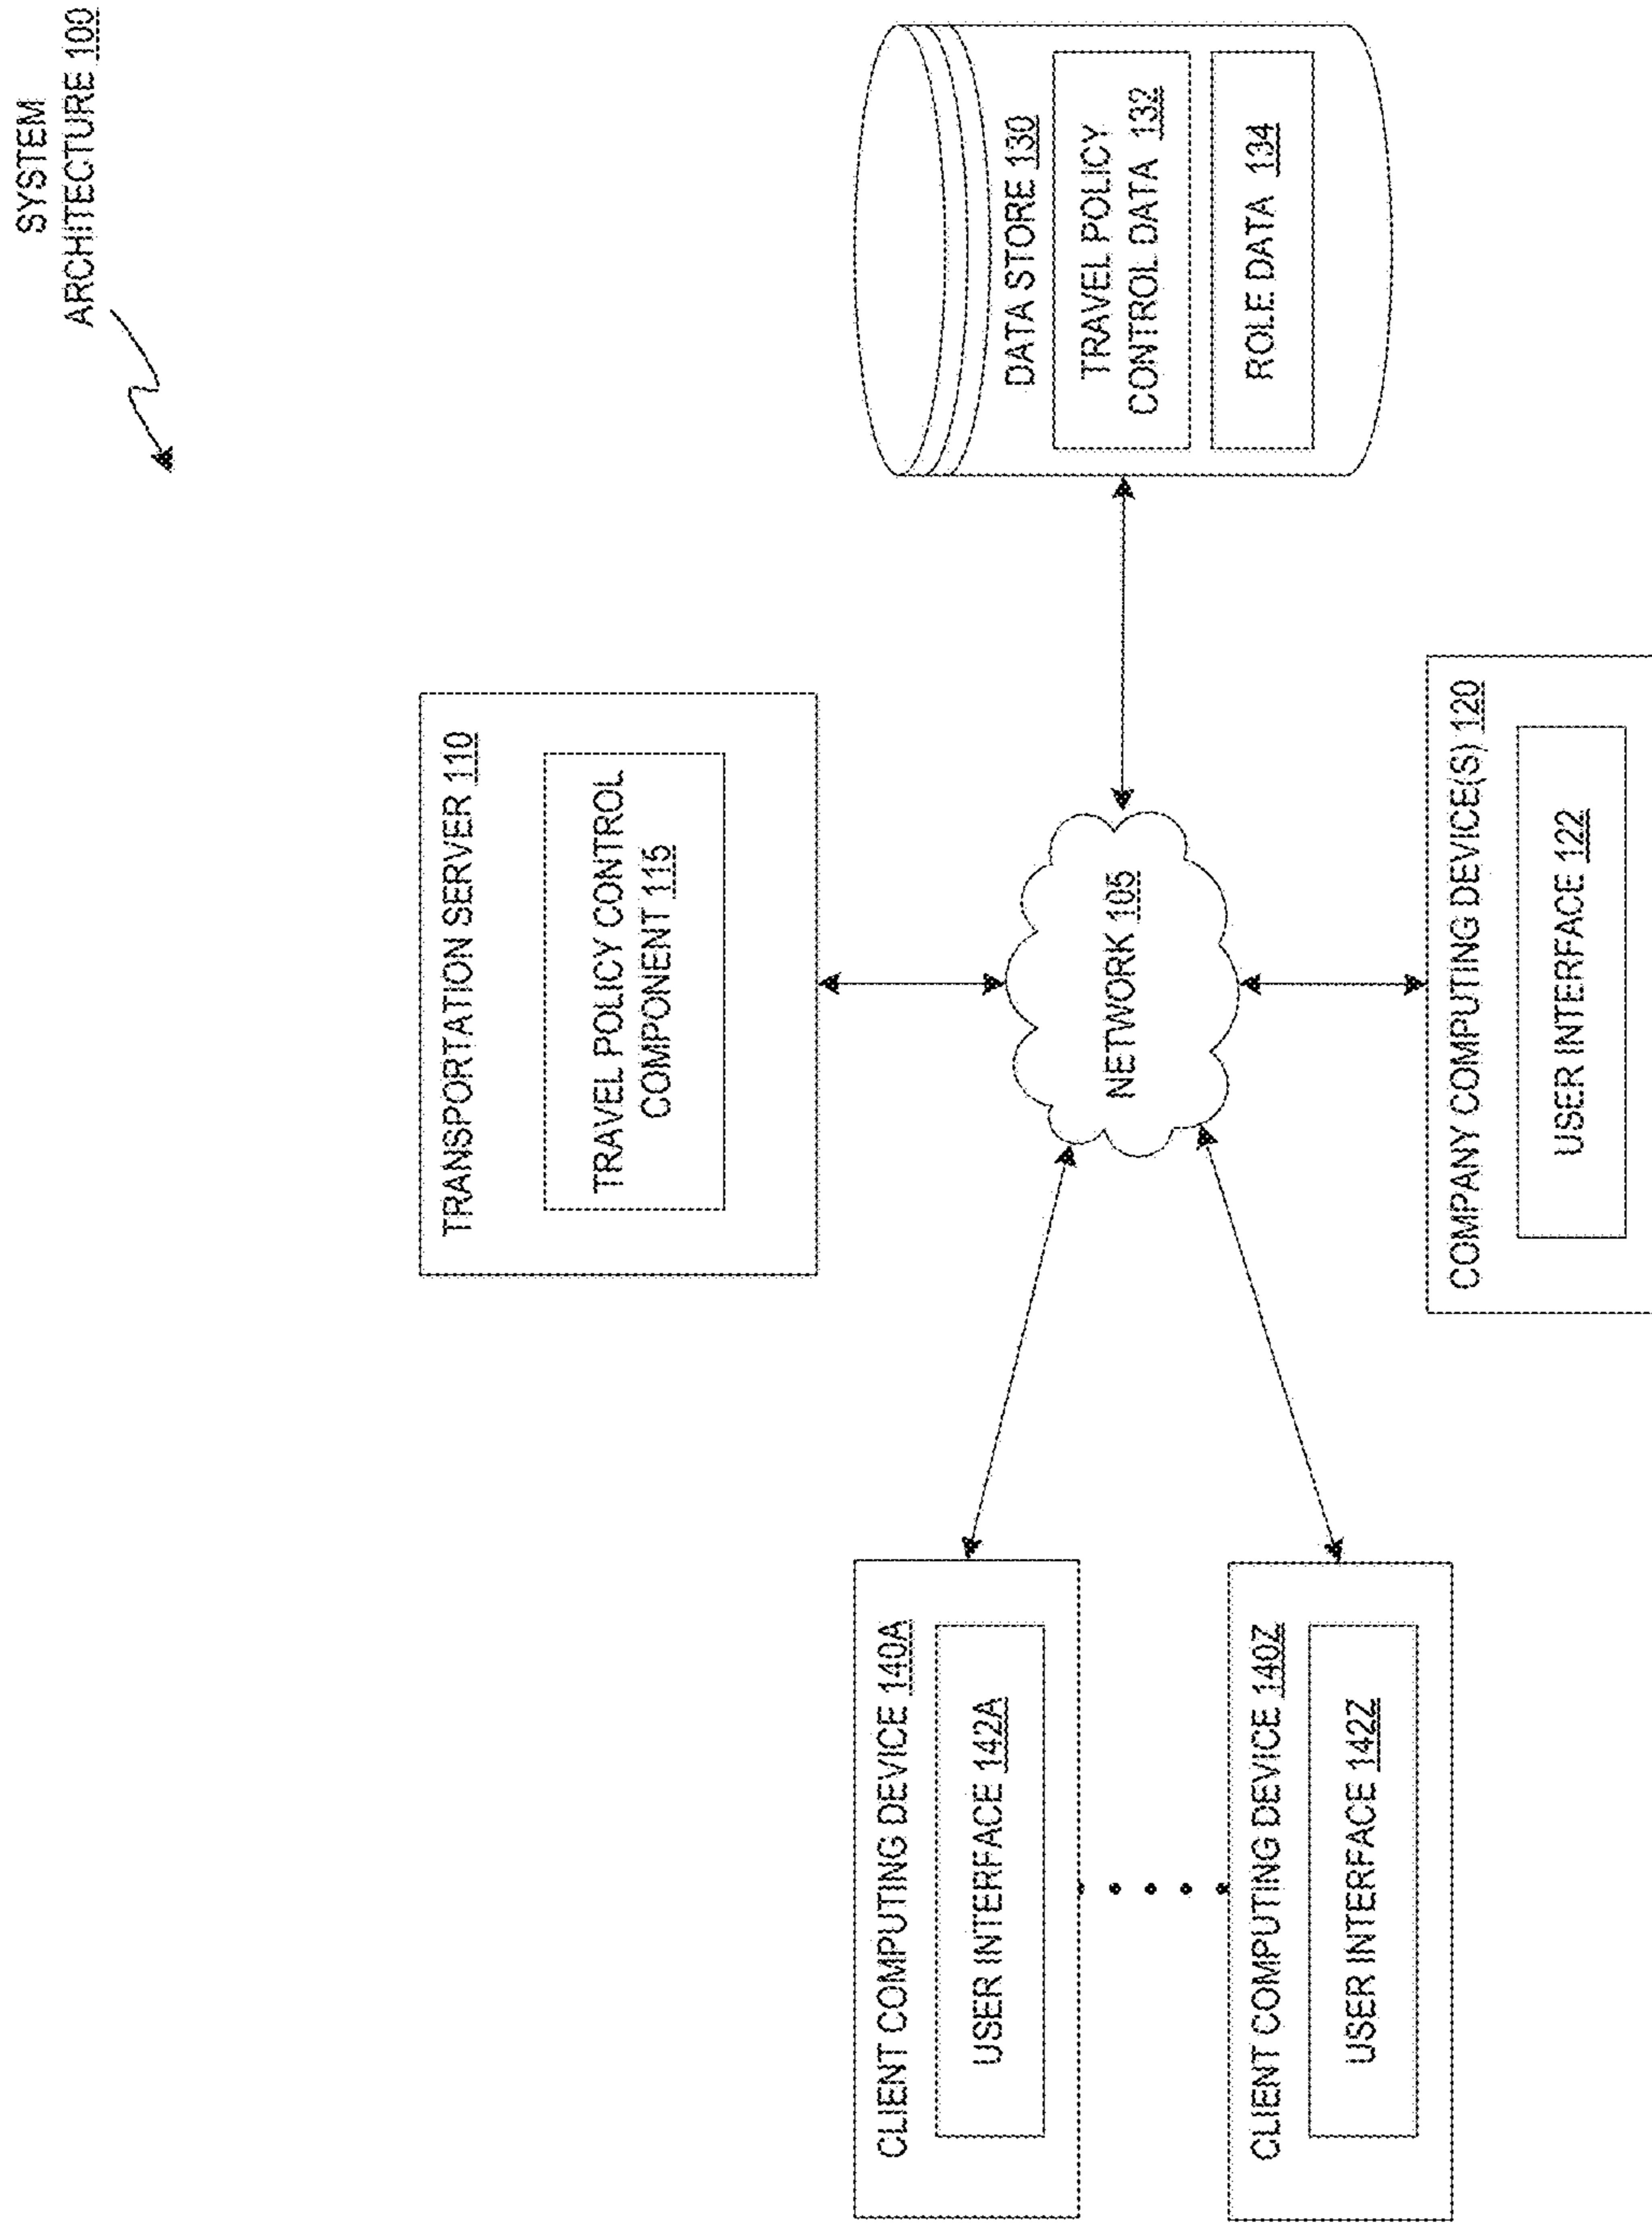 SYSTEM
ARCHITECTURE 100
TRANSPORTATION SERVER 110
TRAVEL POLICY CONTROL
COMPONENT 115
CLIENT COMPUTING DEVICE 140A
USER INTERFACE 142A
CLIENT COMPUTING DEVICE 140Z
USER INTERFACE 142Z
NETWORK 105
DATA STORE 130
TRAVEL POLICY
CONTROL DATA 132
ROLE DATA 134
COMPANY COMPUTING DEVICE(S) 120
USER INTERFACE 122